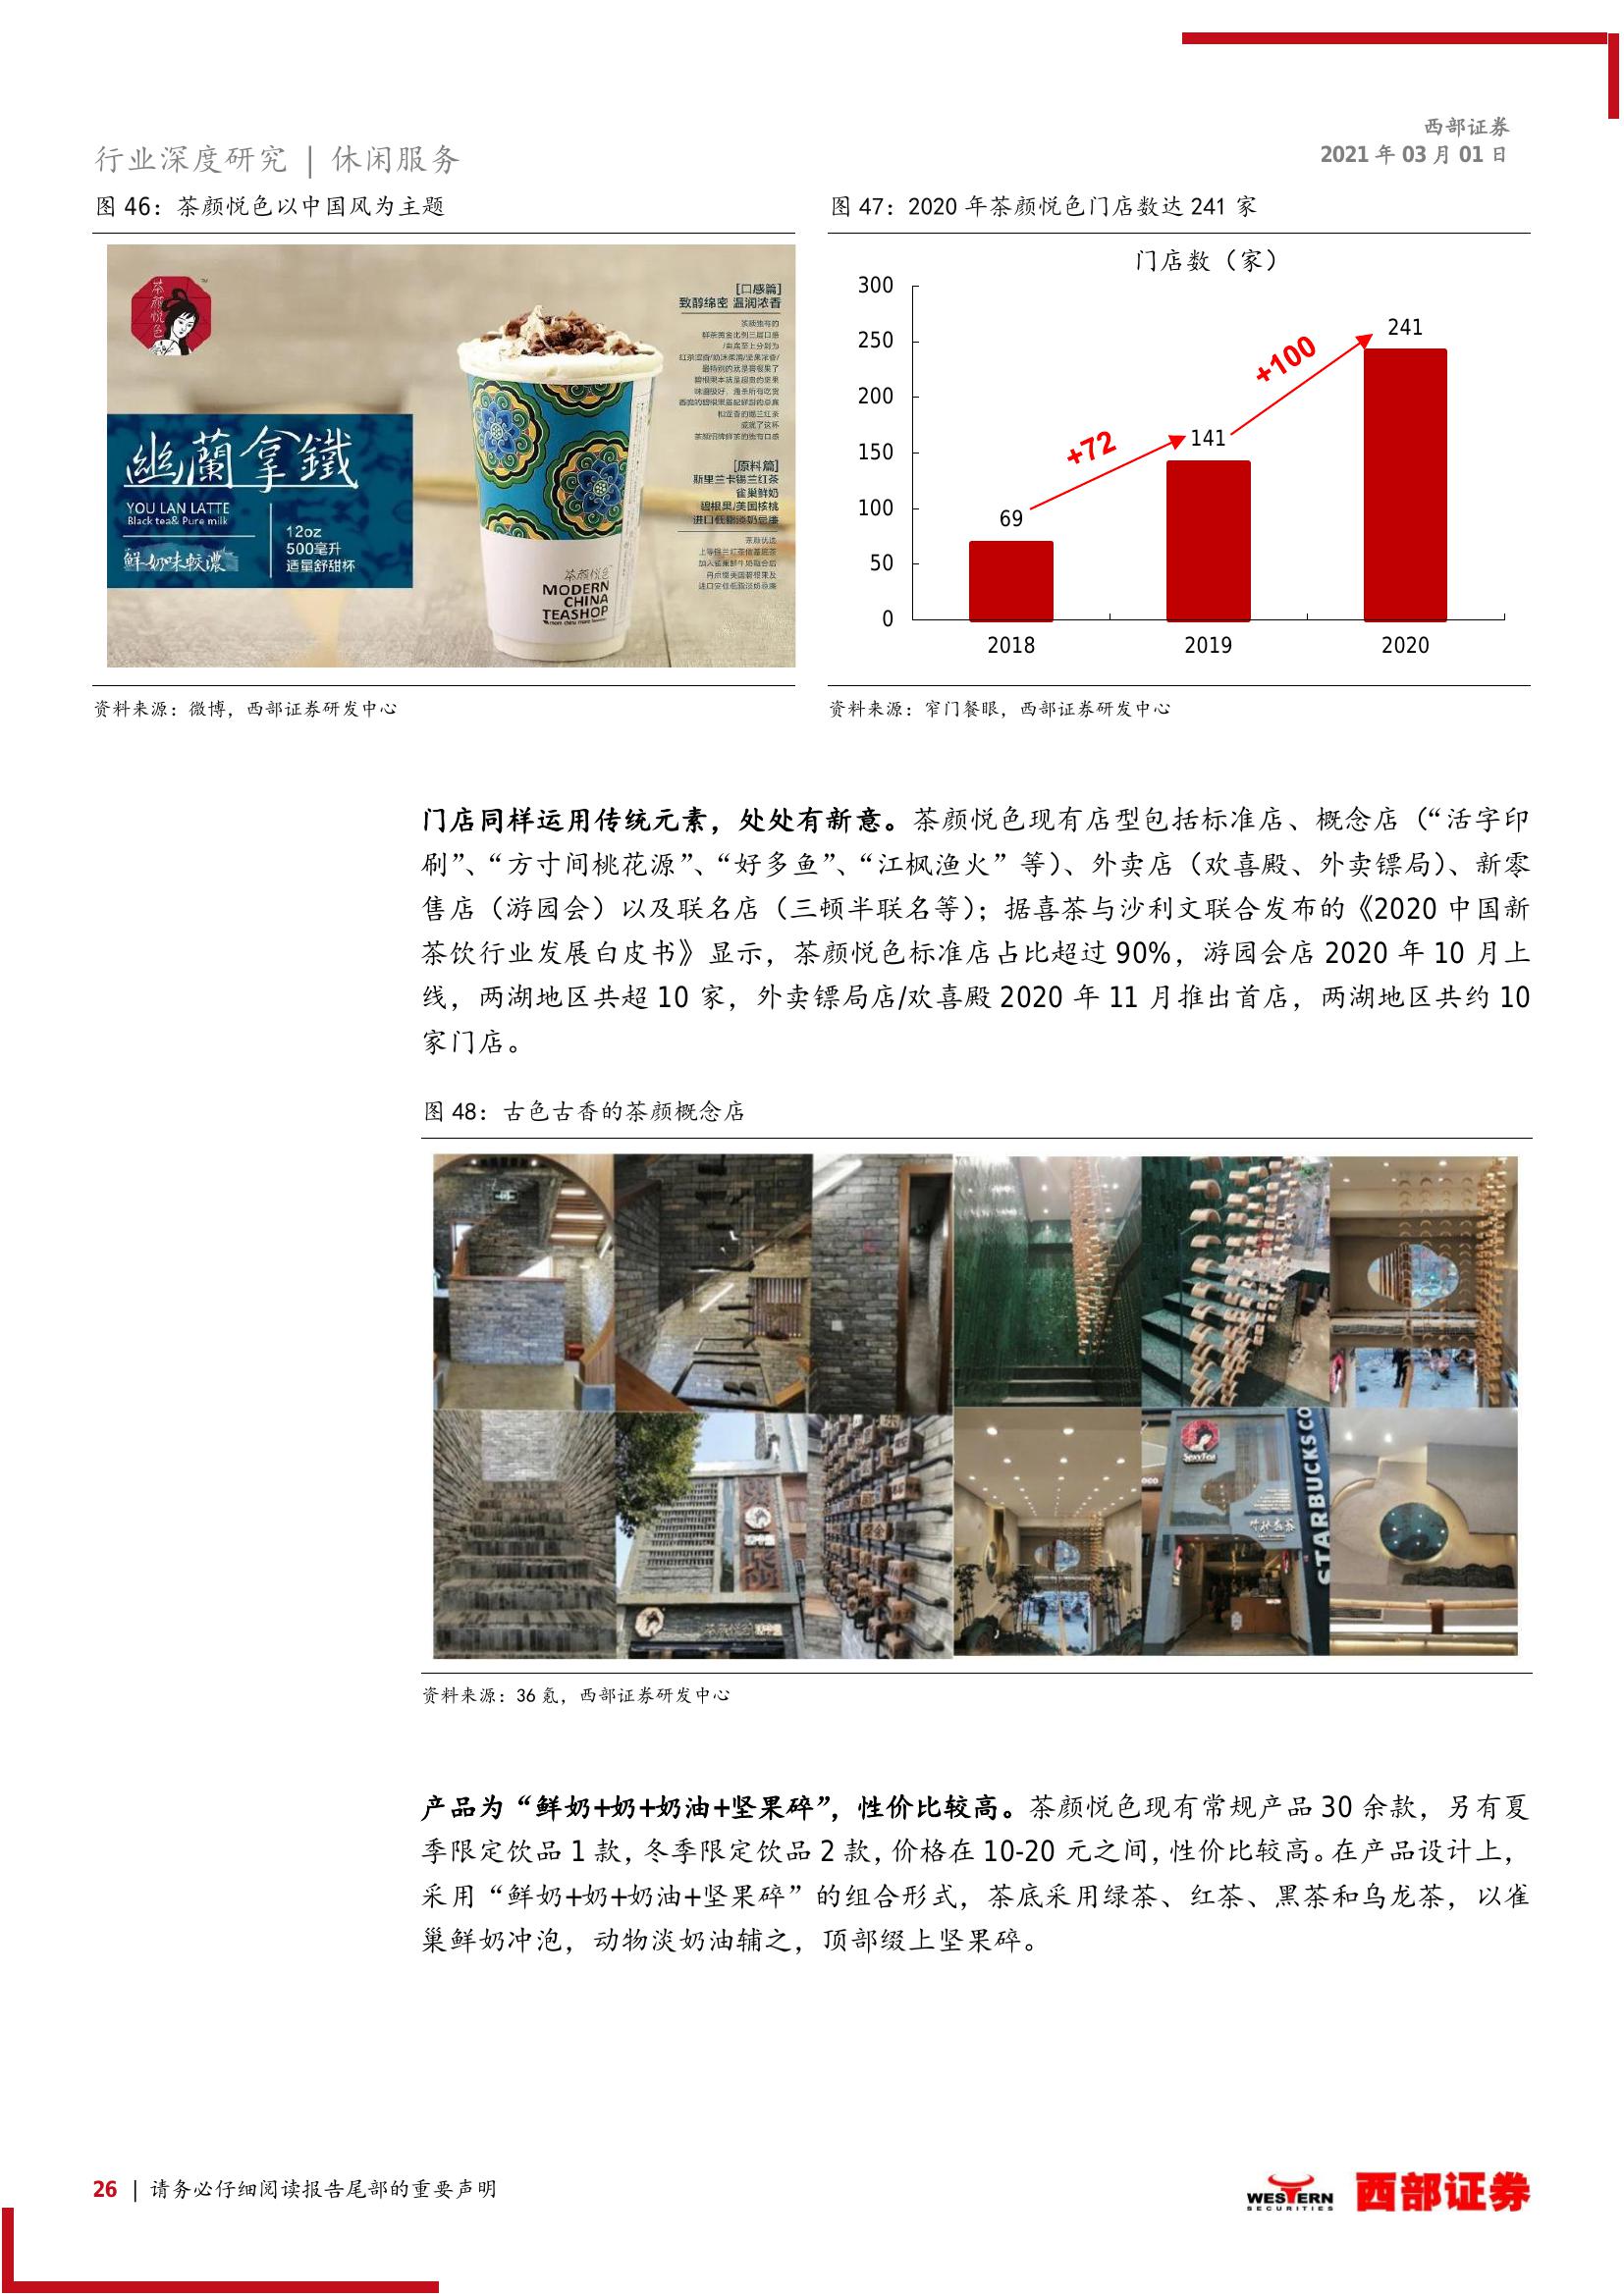 西部证券
2021 年 03 月 01 日
行业深度研究 | 休闲服务
图 46：茶颜悦色以中国风为主题
茶颜悦色
幽蘭拿鐵
YOU LAN LATTE
Black tea& Pure milk
鲜奶味較濃
12oz
500毫升
适量舒甜杯
[口感篇]
致醇绵密 温润浓香
[原料篇]
斯里兰卡锡兰红茶
雀巢鲜奶
碧根果/美国核桃
茶颜悦色
MODERN
CHINA
TEASHOP
资料来源：微博，西部证券研发中心
图 47：2020 年茶颜悦色门店数达 241 家
门店数（家）
300
250
200
150
100
50
0
69
+72
141
+100
241
2018
2019
2020
资料来源：窄门餐眼，西部证券研发中心
门店同样运用传统元素，处处有新意。茶颜悦色现有店型包括标准店、概念店（“活字印
刷”、“方寸间桃花源”、“好多鱼”、“江枫渔火”等）、外卖店（欢喜殿、外卖镖局）、新零
售店（游园会）以及联名店（三顿半联名等）；据喜茶与沙利文联合发布的《2020 中国新
茶饮行业发展白皮书》显示，茶颜悦色标准店占比超过 90%，游园会店 2020 年 10 月上
线，两湖地区共超 10 家，外卖镖局店/欢喜殿 2020 年 11 月推出首店，两湖地区共约 10
家门店。
图 48：古色古香的茶颜概念店
STARBUCKS CO
资料来源：36 氪，西部证券研发中心
产品为“鲜奶+奶+奶油+坚果碎”，性价比较高。茶颜悦色现有常规产品 30 余款，另有夏
季限定饮品 1 款，冬季限定饮品 2 款，价格在 10-20 元之间，性价比较高。在产品设计上，
采用“鲜奶+奶+奶油+坚果碎”的组合形式，茶底采用绿茶、红茶、黑茶和乌龙茶，以雀
巢鲜奶冲泡，动物淡奶油辅之，顶部缀上坚果碎。
26 | 请务必仔细阅读报告尾部的重要声明
WESTERN
SECURITIES
西部证券